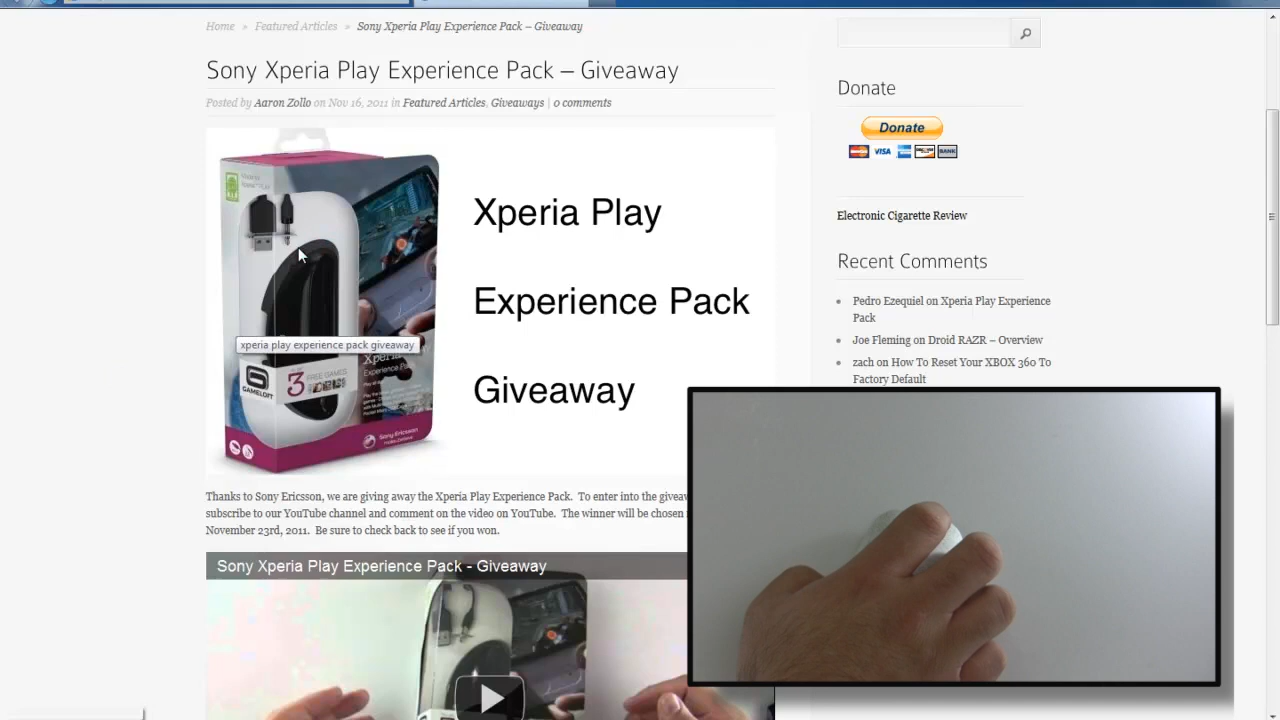 Home » Featured Articles » Sony Xperia Play Experience Pack – Giveaway
Sony Xperia Play Experience Pack – Giveaway
Posted by Aaron Zollo on Nov 16, 2011 in Featured Articles, Giveaways | 0 comments
Xperia Play
Experience Pack
Giveaway
xperia play experience pack giveaway
Xperia
GAMELOFT
3 FREE GAMES
Sony Ericsson
Thanks to Sony Ericsson, we are giving away the Xperia Play Experience Pack. To enter into the
subscribe to our YouTube channel and comment on the video on YouTube. The winner will be chosen
November 23rd, 2011. Be sure to check back to see if you won.
Sony Xperia Play Experience Pack - Giveaway
Donate
Donate
VISA
BANK
Electronic Cigarette Review
Recent Comments
Pedro Ezequiel on Xperia Play Experience
Pack
Joe Fleming on Droid RAZR – Overview
zach on How To Reset Your XBOX 360 To
Factory Default